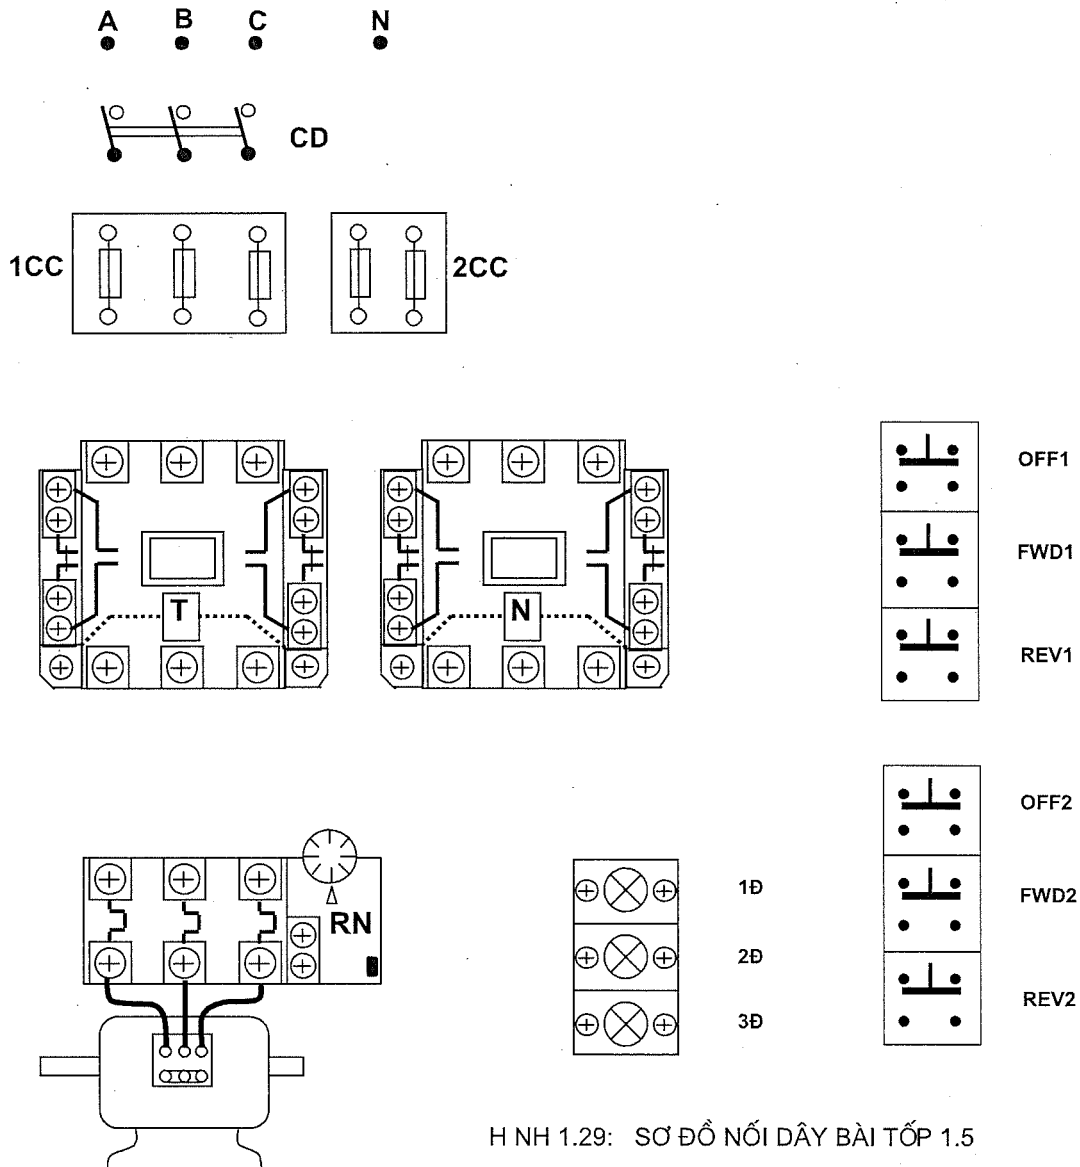 A B C N
CD
1CC 2CC
OFF1
FWD1
T N
REV1
OFF2
1Đ
FWD2
RN
2Đ
REV2
3Đ
H NH 1.29: SƠ ĐỒ NỐI DÂY BÀI TỐP 1.5